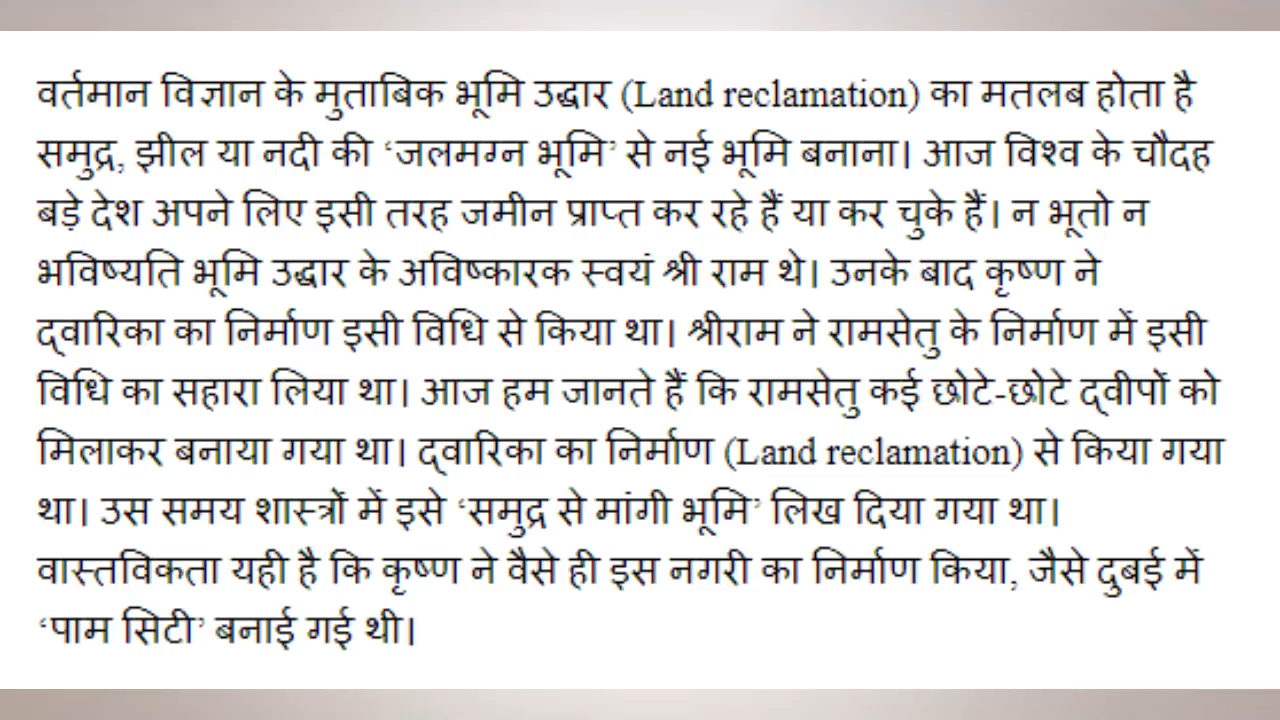 वर्तमान विज्ञान के मुताबिक भूमि उद्धार (Land reclamation) का मतलब होता है
समुद्र, झील या नदी की ‘जलमग्न भूमि’ से नई भूमि बनाना। आज विश्व के चौदह
बड़े देश अपने लिए इसी तरह जमीन प्राप्त कर रहे हैं या कर चुके हैं। न भूतो न
भविष्यति भूमि उद्धार के अविष्कारक स्वयं श्री राम थे। उनके बाद कृष्ण ने
द्वारिका का निर्माण इसी विधि से किया था। श्रीराम ने रामसेतु के निर्माण में इसी
विधि का सहारा लिया था। आज हम जानते हैं कि रामसेतु कई छोटे-छोटे द्वीपों को
मिलाकर बनाया गया था। द्वारिका का निर्माण (Land reclamation) से किया गया
था। उस समय शास्त्रों में इसे ‘समुद्र से मांगी भूमि’ लिख दिया गया था।
वास्तविकता यही है कि कृष्ण ने वैसे ही इस नगरी का निर्माण किया, जैसे दुबई में
‘पाम सिटी’ बनाई गई थी।